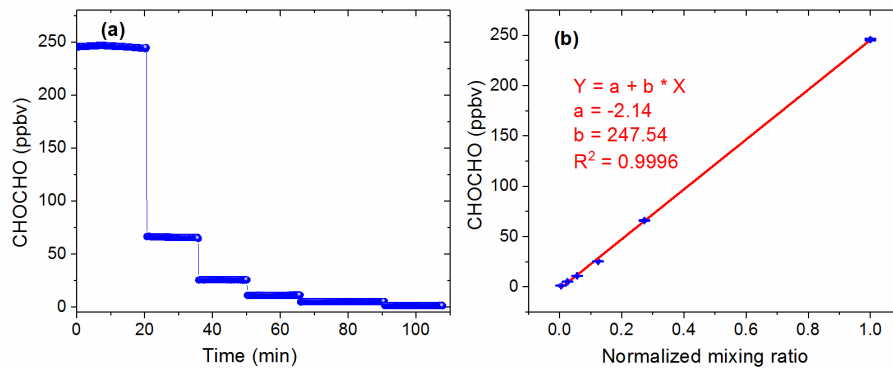 (a)
CHOCHO (ppbv)
250
200
150
100
50
0
0 20 40 60 80 100
Time (min)
(b)
CHOCHO (ppbv)
250
200
150
100
50
0
Y = a + b * X
a = -2.14
b = 247.54
R² = 0.9996
0.0 0.2 0.4 0.6 0.8 1.0
Normalized mixing ratio